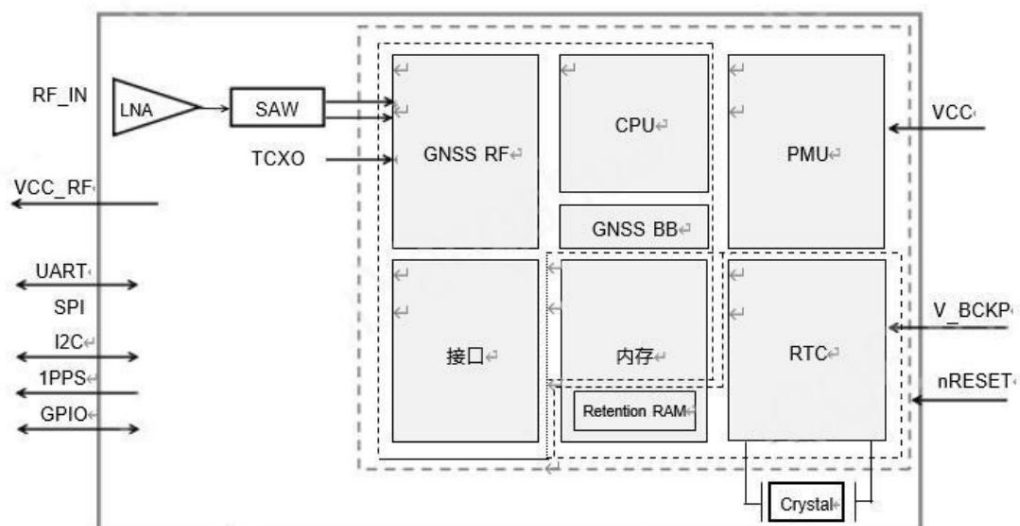 RF_IN
LNA
SAW
TCXO
VCC_RF
UART
SPI
I2C
1PPS
GPIO
GNSS RF
CPU
GNSS BB
PMU
接口
内存
Retention RAM
RTC
Crystal
VCC
V_BCKP
nRESET